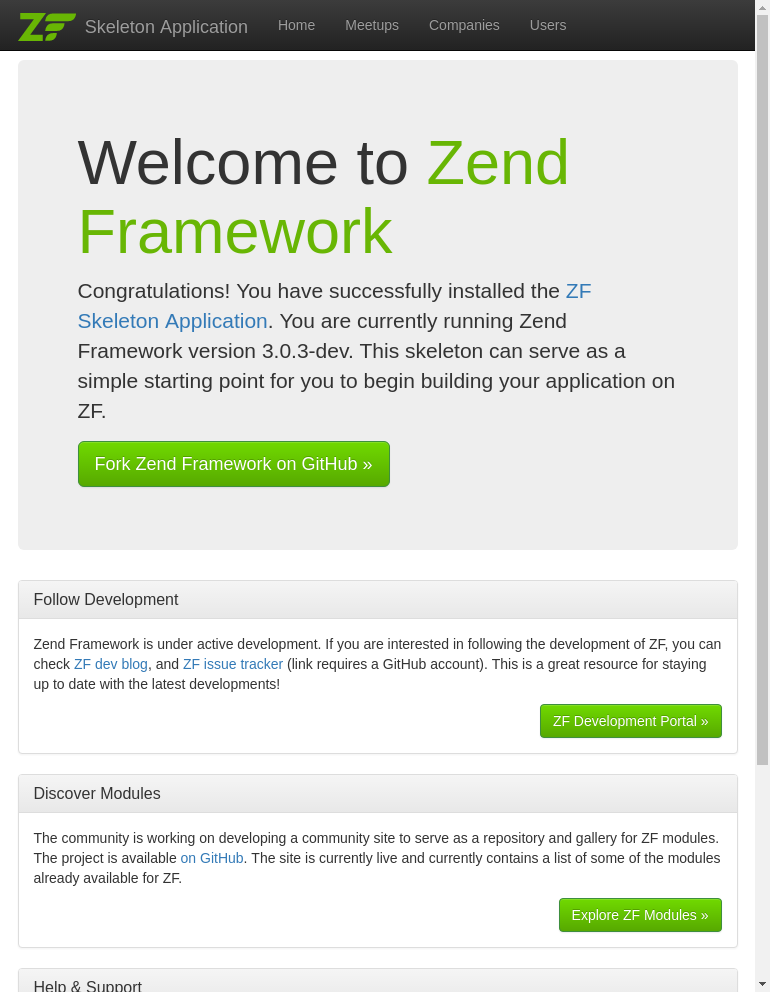 ZF Skeleton Application Home Meetups Companies Users
Welcome to Zend
Framework
Congratulations! You have successfully installed the ZF
Skeleton Application. You are currently running Zend
Framework version 3.0.3-dev. This skeleton can serve as a
simple starting point for you to begin building your application on
ZF.
Fork Zend Framework on GitHub »
Follow Development
Zend Framework is under active development. If you are interested in following the development of ZF, you can
check ZF dev blog, and ZF issue tracker (link requires a GitHub account). This is a great resource for staying
up to date with the latest developments!
ZF Development Portal »
Discover Modules
The community is working on developing a community site to serve as a repository and gallery for ZF modules.
The project is available on GitHub. The site is currently live and currently contains a list of some of the modules
already available for ZF.
Explore ZF Modules »
Help & Support